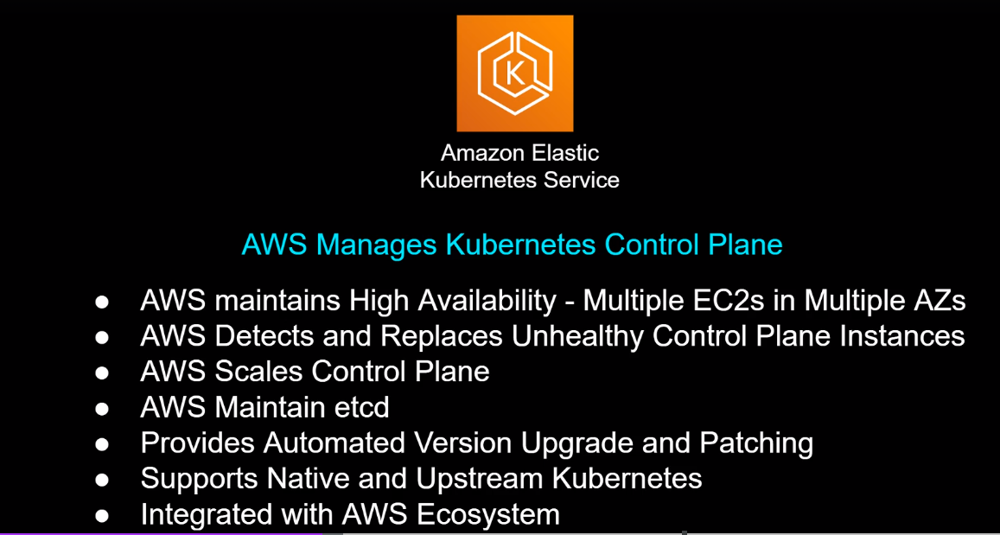 K
Amazon Elastic
Kubernetes Service
AWS Manages Kubernetes Control Plane
● AWS maintains High Availability - Multiple EC2s in Multiple AZs
● AWS Detects and Replaces Unhealthy Control Plane Instances
● AWS Scales Control Plane
● AWS Maintain etcd
● Provides Automated Version Upgrade and Patching
● Supports Native and Upstream Kubernetes
● Integrated with AWS Ecosystem